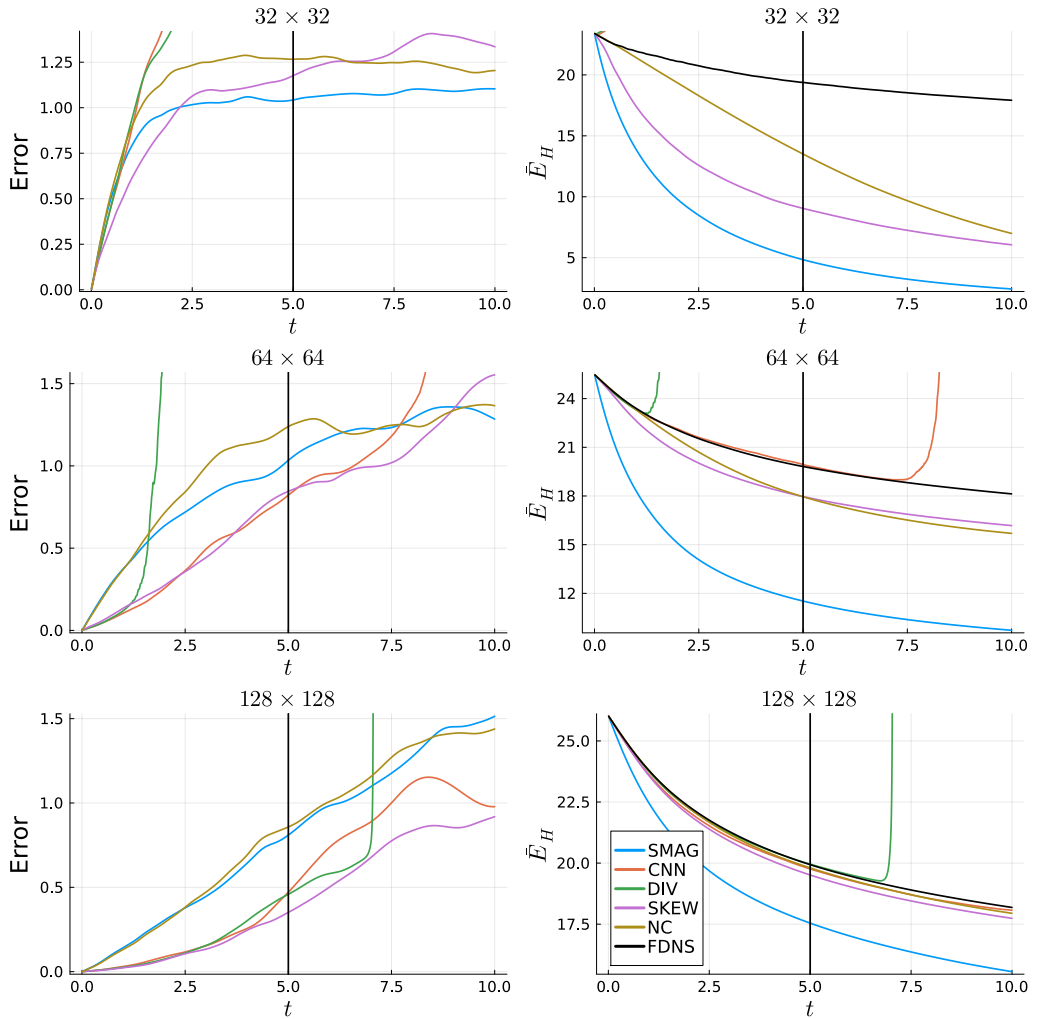 32 × 32
Error
1.25
1.00
0.75
0.50
0.25
0.00
0.0 2.5 5.0 7.5 10.0
t
32 × 32
Ē_H
20
15
10
5
0.0 2.5 5.0 7.5 10.0
t
64 × 64
Error
1.5
1.0
0.5
0.0
0.0 2.5 5.0 7.5 10.0
t
64 × 64
Ē_H
24
21
18
15
12
0.0 2.5 5.0 7.5 10.0
t
128 × 128
Error
1.5
1.0
0.5
0.0
0.0 2.5 5.0 7.5 10.0
t
128 × 128
Ē_H
25.0
22.5
20.0
17.5
SMAG
CNN
DIV
SKEW
NC
FDNS
0.0 2.5 5.0 7.5 10.0
t